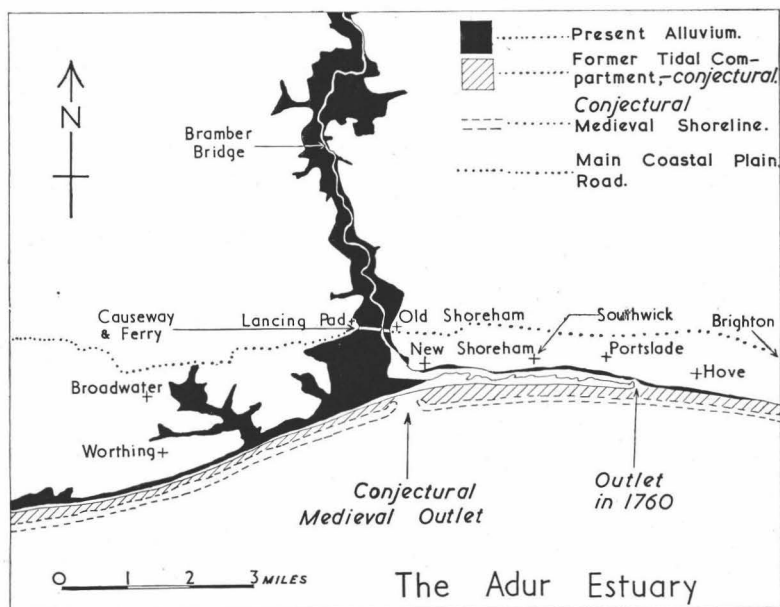 Present Alluvium.
Former Tidal Com-
partment,-conjectural.
Conjectural
Medieval Shoreline.
Main Coastal Plain
Road.
N
Bramber
Bridge
Causeway
& Ferry
Lancing Pad
Old Shoreham
Southwick
Brighton
New Shoreham
Portslade
Hove
Broadwater
Worthing
Conjectural
Medieval Outlet
Outlet
in 1760
0 1 2 3 MILES
The Adur Estuary